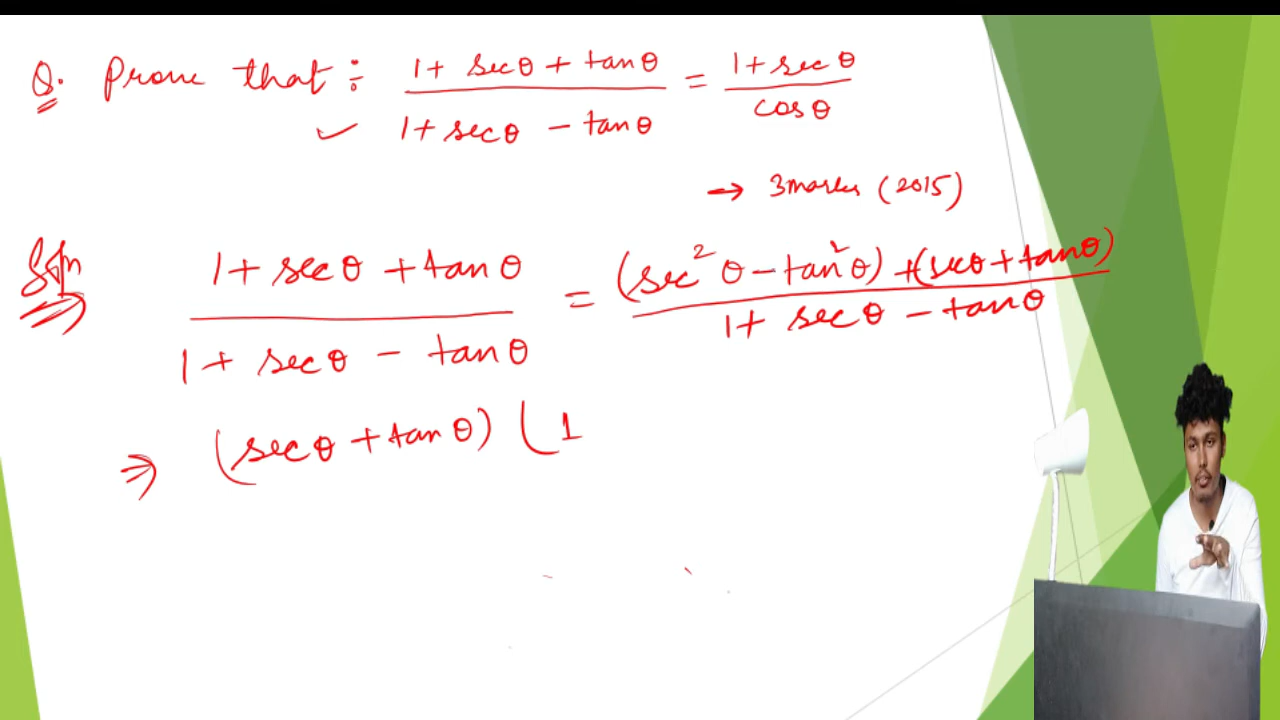 Q. Prove that :- (1 + secθ + tanθ)/(1 + secθ - tanθ) = (1 + secθ)/cosθ
→ 3marks (2015)
Soln (1 + secθ + tanθ)/(1 + secθ - tanθ) = ((sec²θ - tan²θ) + (secθ + tanθ))/(1 + secθ - tanθ)
⇒ (secθ + tanθ) (1